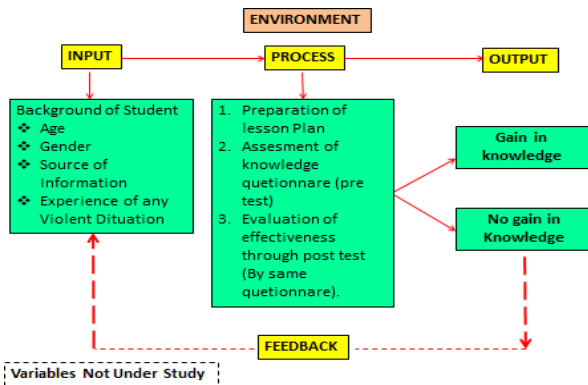 ENVIRONMENT
INPUT
PROCESS
OUTPUT
Background of Student
❖ Age
❖ Gender
❖ Source of
Information
❖ Experience of any
Violent Dituation
1. Preparation of
lesson Plan
2. Assesment of
knowledge quetionnare (pre
test)
3. Evaluation of
effectiveness
through post test
(By same
quetionnare).
Gain in
knowledge
No gain in
Knowledge
FEEDBACK
Variables Not Under Study